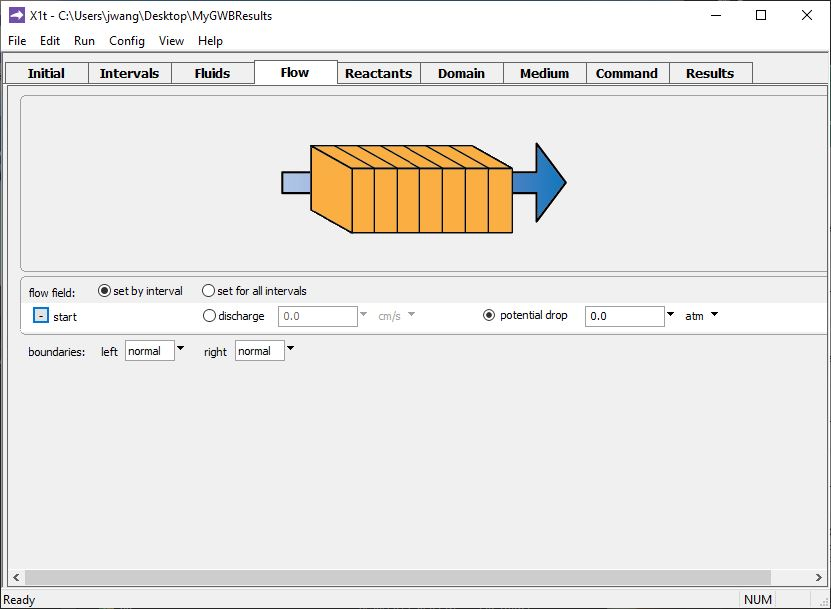 X1t - C:\Users\jwang\Desktop\MyGWBResults
File Edit Run Config View Help
Initial Intervals Fluids Flow Reactants Domain Medium Command Results
flow field: set by interval set for all intervals
- start discharge 0.0 cm/s potential drop 0.0 atm
boundaries: left normal right normal
Ready NUM